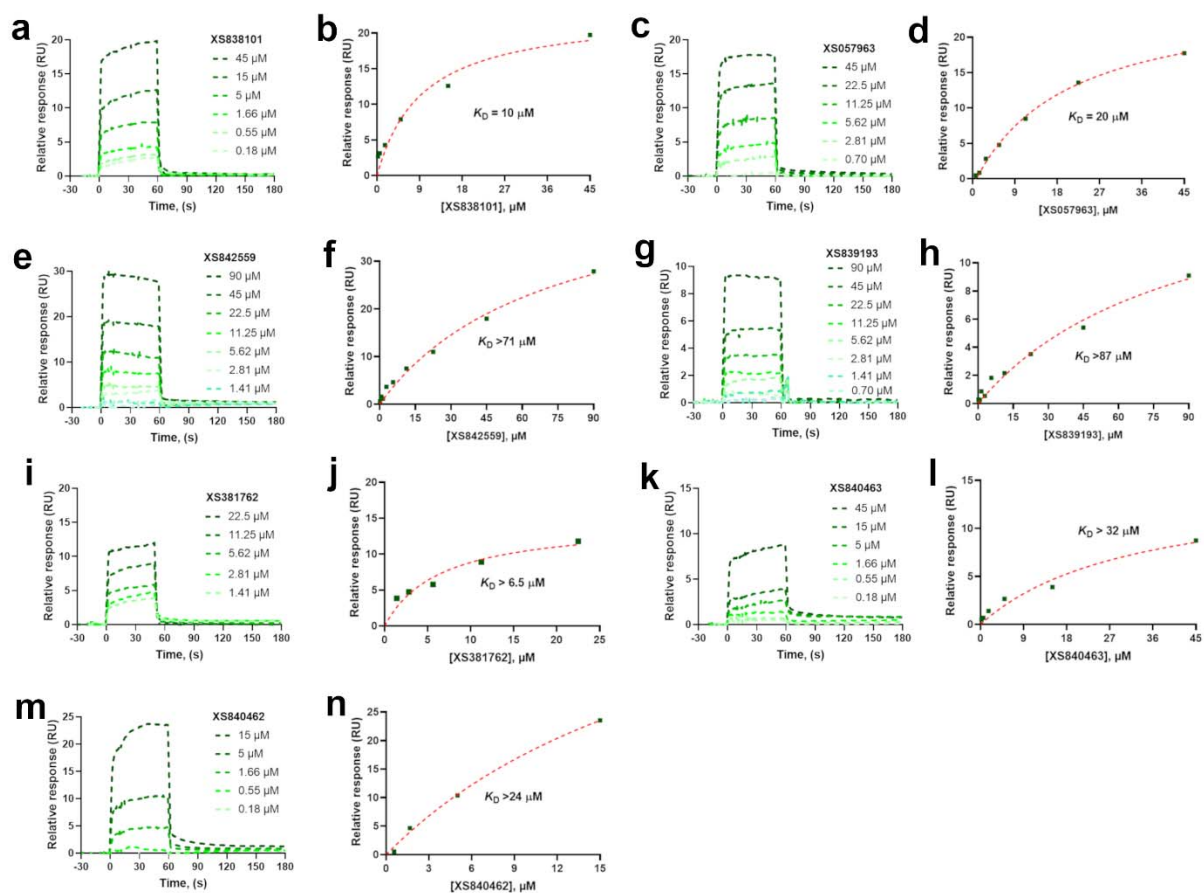 a
XS838101
Relative response (RU)
20
15
10
5
0
45 µM
15 µM
5 µM
1.66 µM
0.55 µM
0.18 µM
-30 0 30 60 90 120 150 180
Time, (s)
b
Relative response (RU)
20
15
10
5
0
KD = 10 µM
0 9 18 27 36 45
[XS838101], µM
c
XS057963
Relative response (RU)
20
15
10
5
0
45 µM
22.5 µM
11.25 µM
5.62 µM
2.81 µM
0.70 µM
-30 0 30 60 90 120 150 180
Time, (s)
d
Relative response (RU)
20
15
10
5
0
KD = 20 µM
0 9 18 27 36 45
[XS057963], µM
e
XS842559
Relative response (RU)
30
20
10
0
90 µM
45 µM
22.5 µM
11.25 µM
5.62 µM
2.81 µM
1.41 µM
-30 0 30 60 90 120 150 180
Time, (s)
f
Relative response (RU)
30
20
10
0
KD >71 µM
0 15 30 45 60 75 90
[XS842559], µM
g
XS839193
Relative response (RU)
10
8
6
4
2
0
90 µM
45 µM
22.5 µM
11.25 µM
5.62 µM
2.81 µM
1.41 µM
0.70 µM
-30 0 30 60 90 120 150 180
Time, (s)
h
Relative response (RU)
10
8
6
4
2
0
KD >87 µM
0 15 30 45 60 75 90
[XS839193], µM
i
XS381762
Relative response (RU)
20
15
10
5
0
22.5 µM
11.25 µM
5.62 µM
2.81 µM
1.41 µM
-30 0 30 60 90 120 150 180
Time, (s)
j
Relative response (RU)
20
15
10
5
0
KD > 6.5 µM
0 5 10 15 20 25
[XS381762], µM
k
XS840463
Relative response (RU)
15
10
5
0
45 µM
15 µM
5 µM
1.66 µM
0.55 µM
0.18 µM
-30 0 30 60 90 120 150 180
Time, (s)
l
Relative response (RU)
15
10
5
0
KD > 32 µM
0 9 18 27 36 45
[XS840463], µM
m
XS840462
Relative response (RU)
25
20
15
10
5
0
15 µM
5 µM
1.66 µM
0.55 µM
0.18 µM
-30 0 30 60 90 120 150 180
Time, (s)
n
Relative response (RU)
25
20
15
10
5
0
KD >24 µM
0 3 6 9 12 15
[XS840462], µM